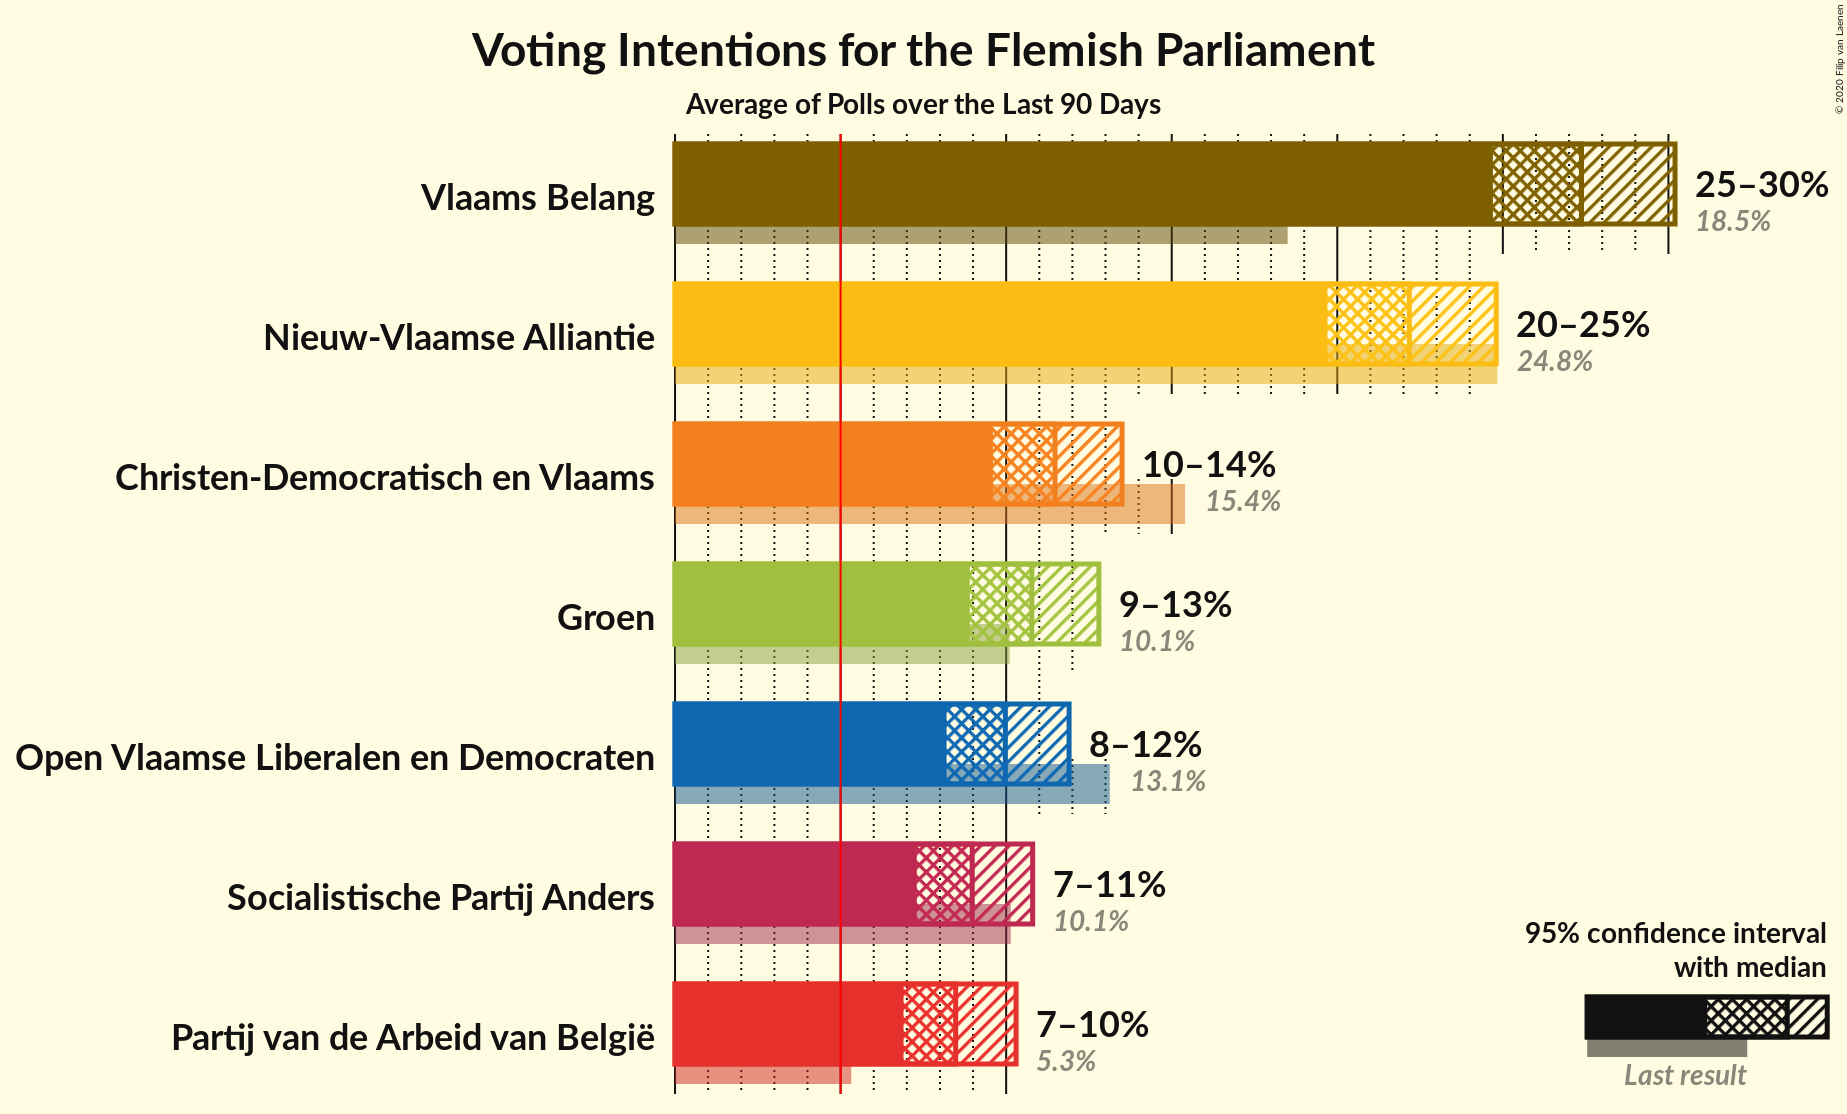 Voting Intentions for the Flemish Parliament
Average of Polls over the Last 90 Days
© 2020 Filip van Laenen
Vlaams Belang
25–30%
18.5%
Nieuw-Vlaamse Alliantie
20–25%
24.8%
Christen-Democratisch en Vlaams
10–14%
15.4%
Groen
9–13%
10.1%
Open Vlaamse Liberalen en Democraten
8–12%
13.1%
Socialistische Partij Anders
7–11%
10.1%
Partij van de Arbeid van België
7–10%
5.3%
95% confidence interval
with median
Last result